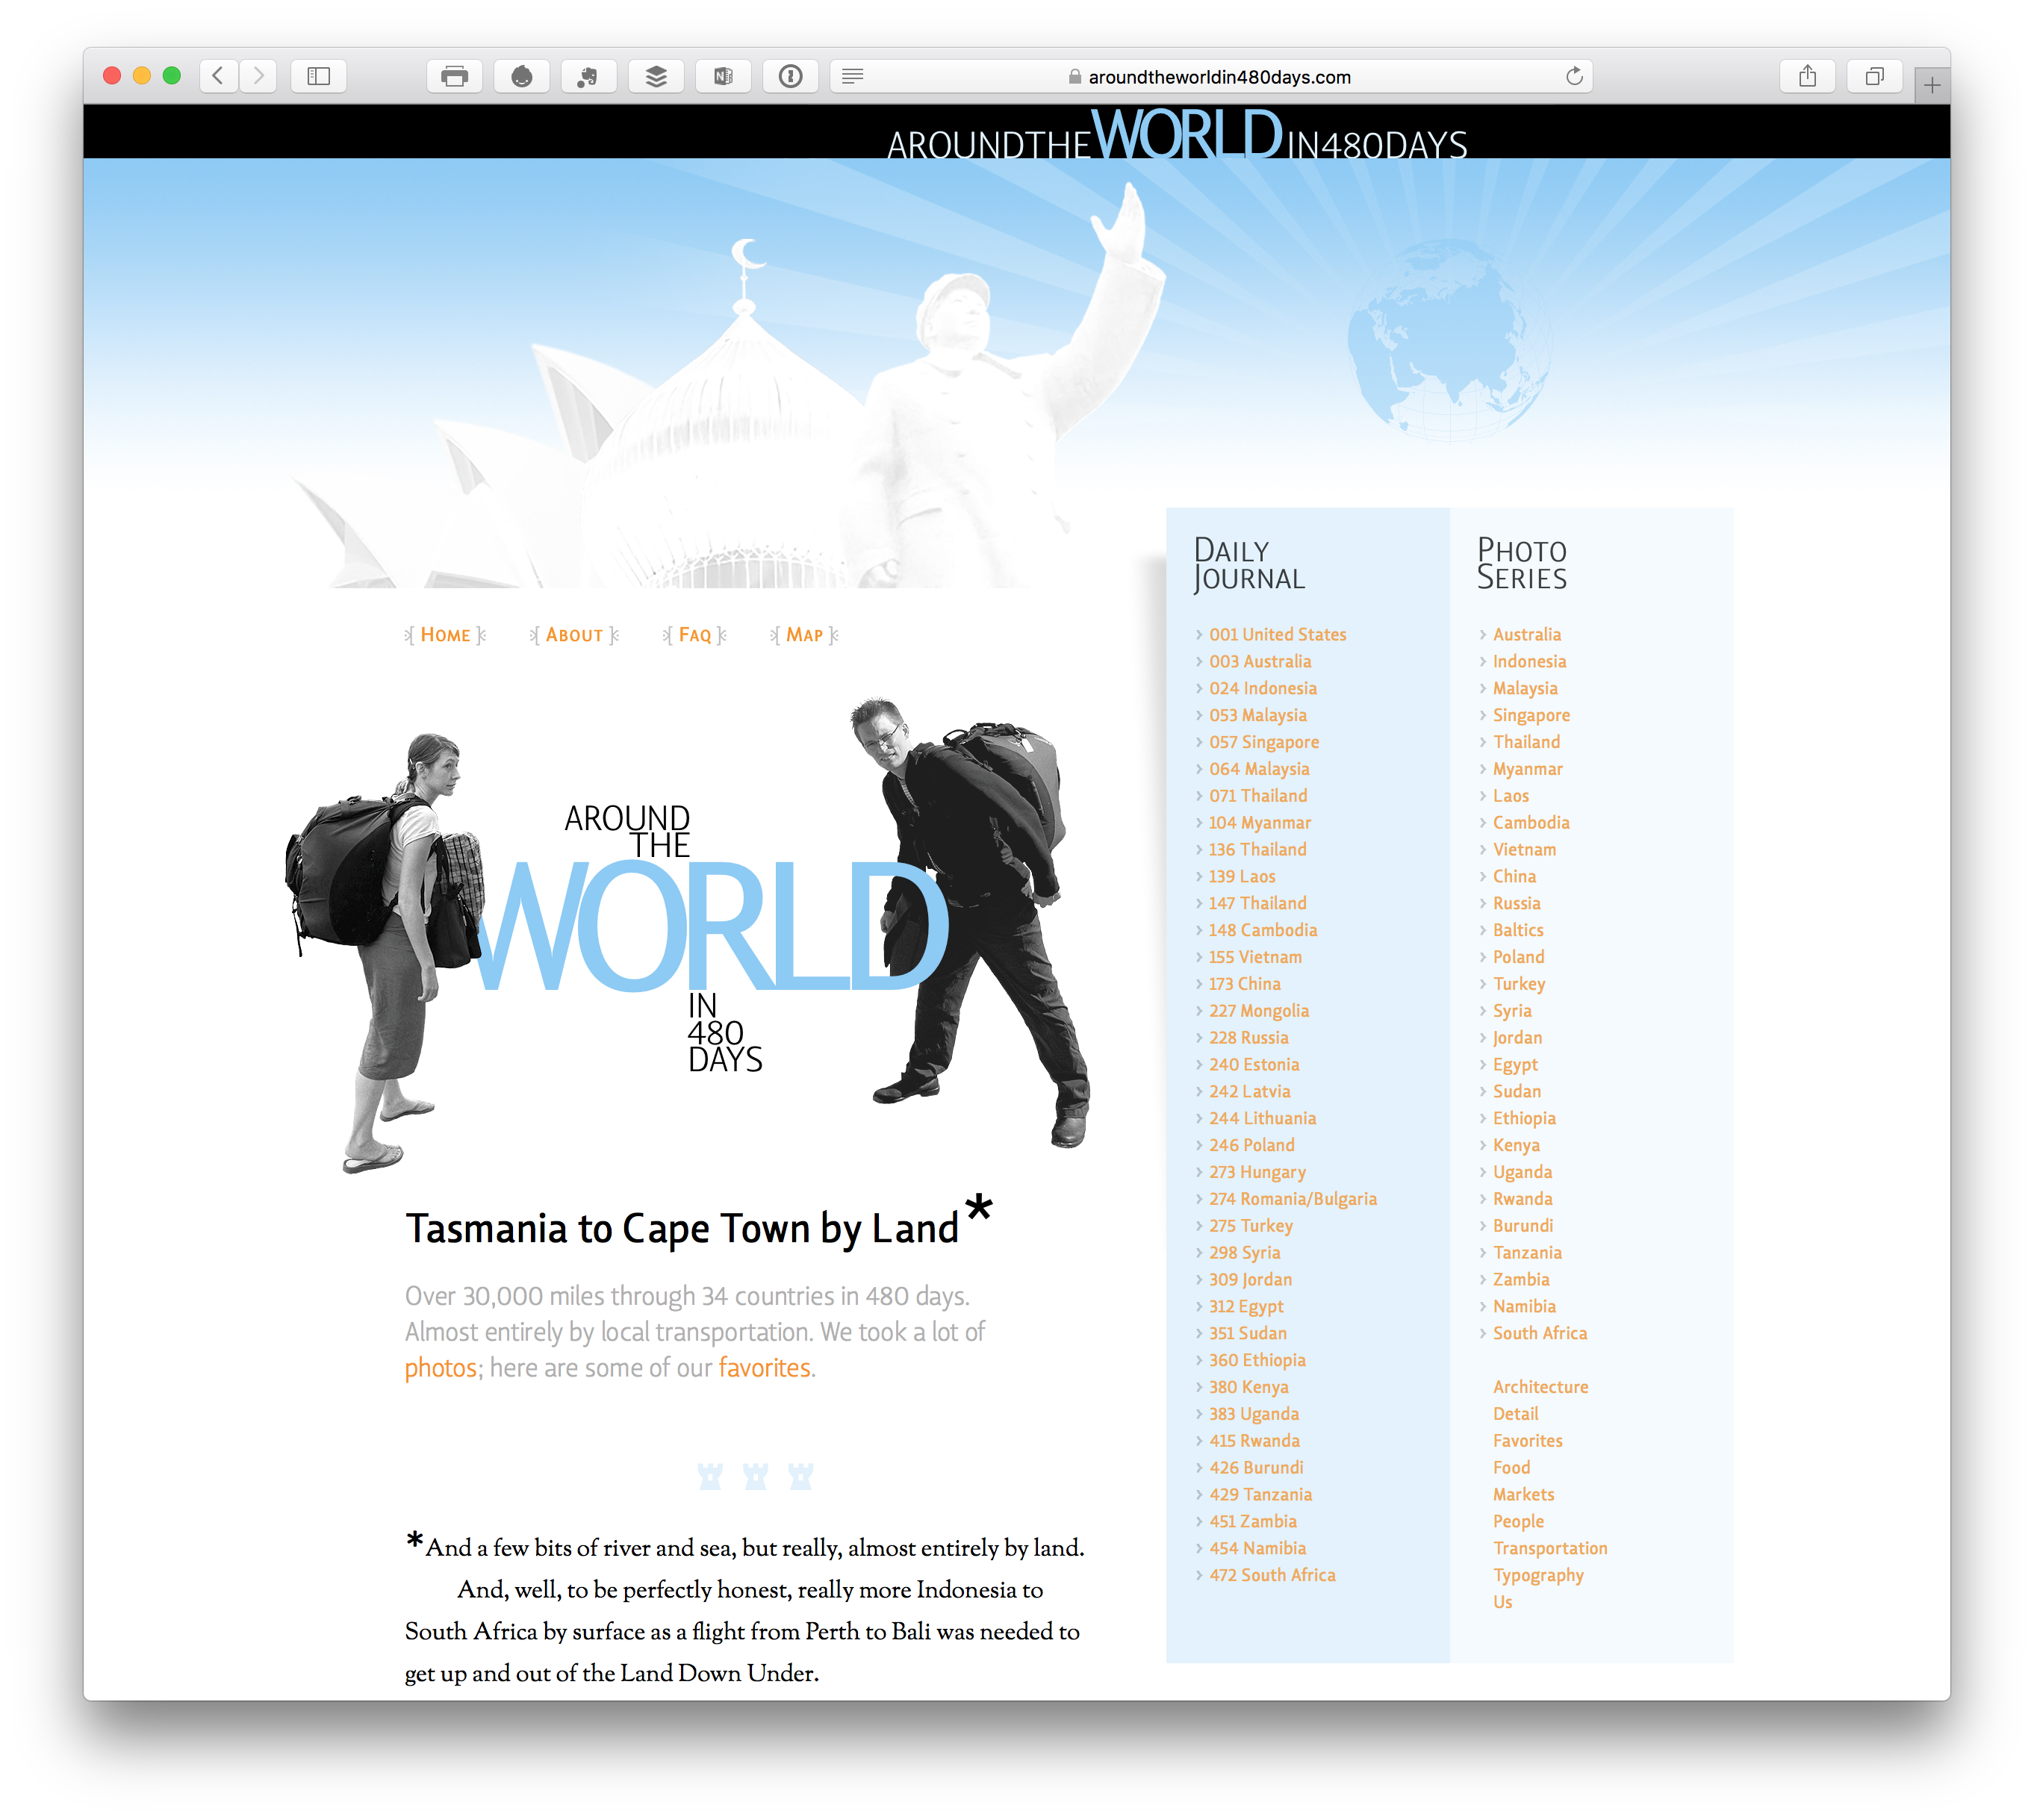 aroundtheworldin480days.com
AROUNDTHEWORLDIN480DAYS
HOME
ABOUT
FAQ
MAP
AROUND
THE
WORLD
IN
480
DAYS
Tasmania to Cape Town by Land*
Over 30,000 miles through 34 countries in 480 days.
Almost entirely by local transportation. We took a lot of
photos; here are some of our favorites.
*And a few bits of river and sea, but really, almost entirely by land.
And, well, to be perfectly honest, really more Indonesia to
South Africa by surface as a flight from Perth to Bali was needed to
get up and out of the Land Down Under.
DAILY
JOURNAL
001 United States
003 Australia
024 Indonesia
053 Malaysia
057 Singapore
064 Malaysia
071 Thailand
104 Myanmar
136 Thailand
139 Laos
147 Thailand
148 Cambodia
155 Vietnam
173 China
227 Mongolia
228 Russia
240 Estonia
242 Latvia
244 Lithuania
246 Poland
273 Hungary
274 Romania/Bulgaria
275 Turkey
298 Syria
309 Jordan
312 Egypt
351 Sudan
360 Ethiopia
380 Kenya
383 Uganda
415 Rwanda
426 Burundi
429 Tanzania
451 Zambia
454 Namibia
472 South Africa
PHOTO
SERIES
Australia
Indonesia
Malaysia
Singapore
Thailand
Myanmar
Laos
Cambodia
Vietnam
China
Russia
Baltics
Poland
Turkey
Syria
Jordan
Egypt
Sudan
Ethiopia
Kenya
Uganda
Rwanda
Burundi
Tanzania
Zambia
Namibia
South Africa
Architecture
Detail
Favorites
Food
Markets
People
Transportation
Typography
Us